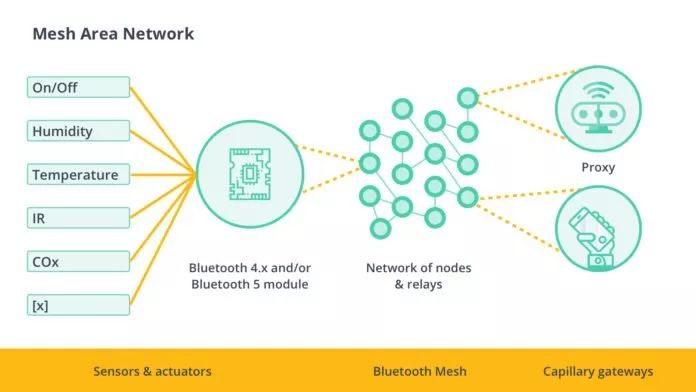 Mesh Area Network
On/Off
Humidity
Temperature
IR
COx
[x]
Bluetooth 4.x and/or
Bluetooth 5 module
Network of nodes
& relays
Proxy
Sensors & actuators
Bluetooth Mesh
Capillary gateways